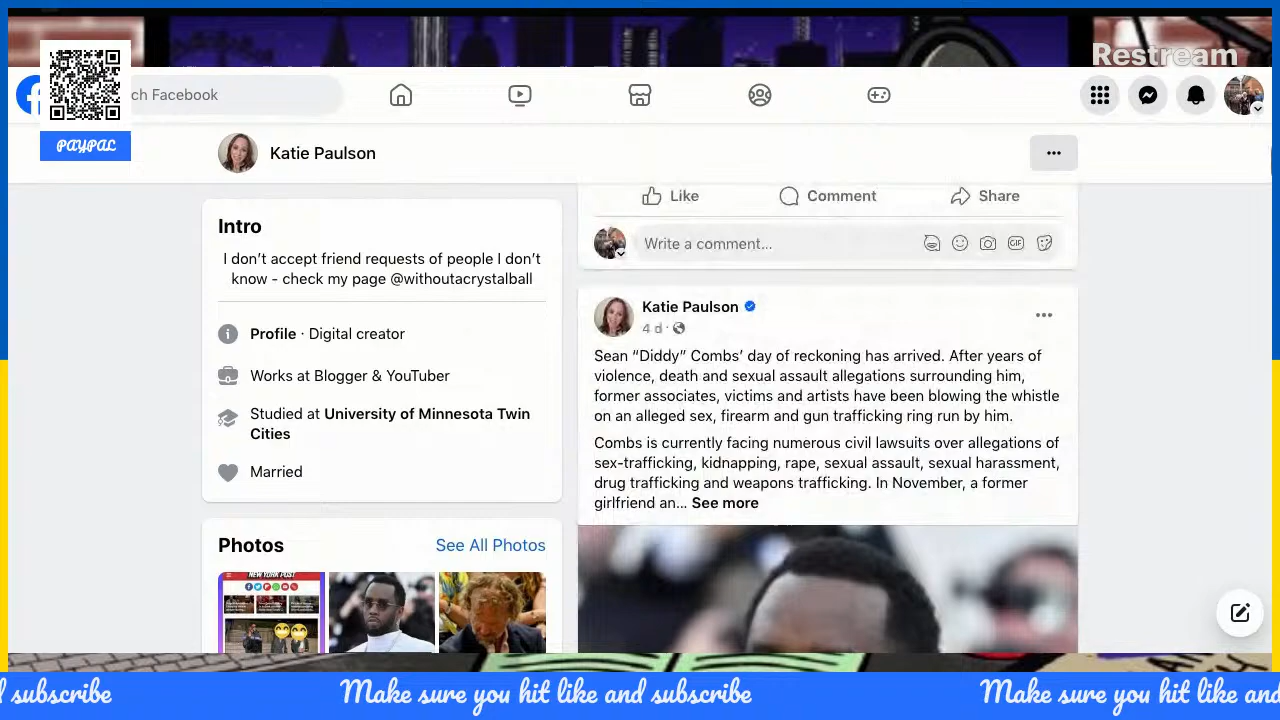 Restream
ch Facebook
PAYPAL
Katie Paulson
Like
Comment
Share
Write a comment...
GIF
Intro
I don't accept friend requests of people I don't
know - check my page @withoutacrystalball
Profile · Digital creator
Works at Blogger & YouTuber
Studied at University of Minnesota Twin
Cities
Married
Photos
See All Photos
NEW YORK POST
Katie Paulson
4 d ·
Sean “Diddy” Combs’ day of reckoning has arrived. After years of
violence, death and sexual assault allegations surrounding him,
former associates, victims and artists have been blowing the whistle
on an alleged sex, firearm and gun trafficking ring run by him.
Combs is currently facing numerous civil lawsuits over allegations of
sex-trafficking, kidnapping, rape, sexual assault, sexual harassment,
drug trafficking and weapons trafficking. In November, a former
girlfriend an... See more
d subscribe
Make sure you hit like and subscribe
Make sure you hit like and